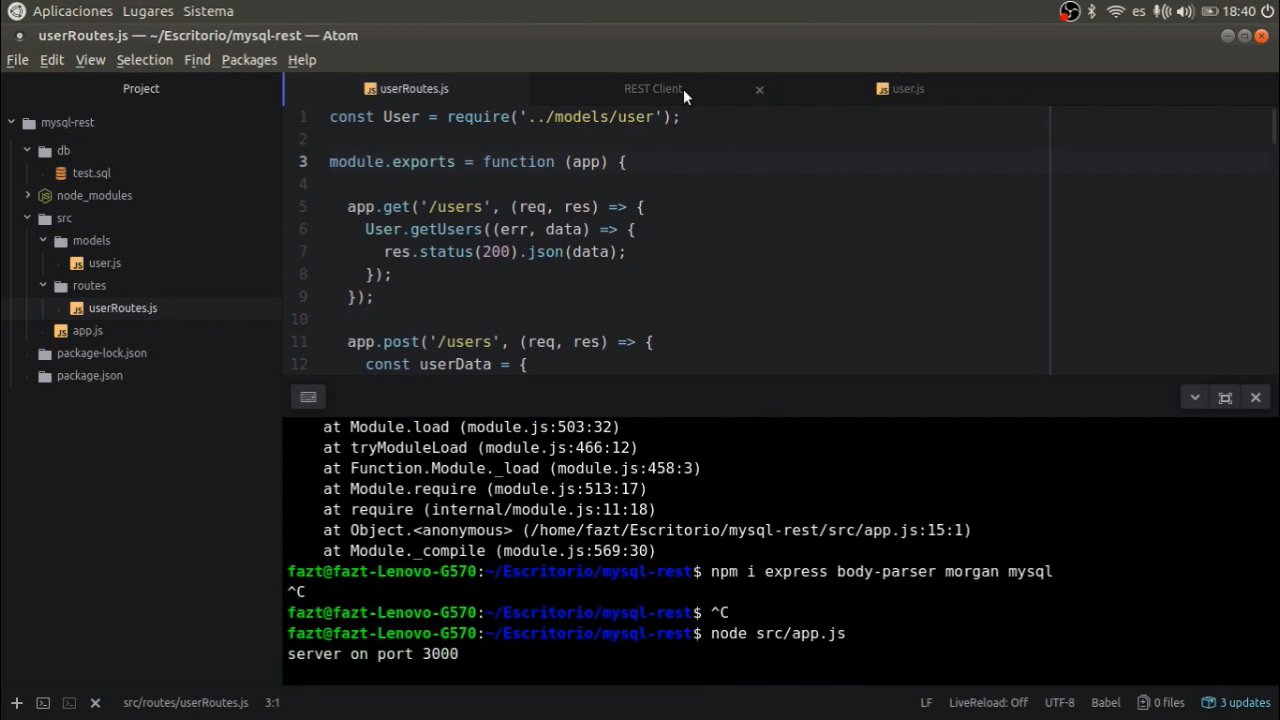 Aplicaciones Lugares Sistema es 18:40
userRoutes.js — ~/Escritorio/mysql-rest — Atom
File Edit View Selection Find Packages Help
Project
mysql-rest
db
test.sql
node_modules
src
models
user.js
routes
userRoutes.js
app.js
package-lock.json
package.json
userRoutes.js REST Client user.js
1 const User = require('../models/user');
2
3 module.exports = function (app) {
4
5 app.get('/users', (req, res) => {
6 User.getUsers((err, data) => {
7 res.status(200).json(data);
8 });
9 });
10
11 app.post('/users', (req, res) => {
12 const userData = {
at Module.load (module.js:503:32)
at tryModuleLoad (module.js:466:12)
at Function.Module._load (module.js:458:3)
at Module.require (module.js:513:17)
at require (internal/module.js:11:18)
at Object.<anonymous> (/home/fazt/Escritorio/mysql-rest/src/app.js:15:1)
at Module._compile (module.js:569:30)
fazt@fazt-Lenovo-G570:~/Escritorio/mysql-rest$ npm i express body-parser morgan mysql
^C
fazt@fazt-Lenovo-G570:~/Escritorio/mysql-rest$ ^C
fazt@fazt-Lenovo-G570:~/Escritorio/mysql-rest$ node src/app.js
server on port 3000
src/routes/userRoutes.js 3:1 LF LiveReload: Off UTF-8 Babel 0 files 3 updates